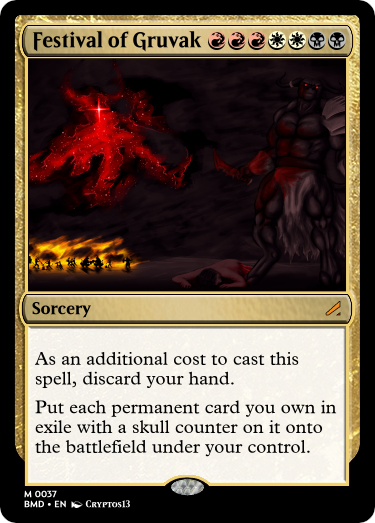 Festival of Gruvak
Sorcery
As an additional cost to cast this
spell, discard your hand.
Put each permanent card you own in
exile with a skull counter on it onto
the battlefield under your control.
M 0037
BMD • EN Cryptos13